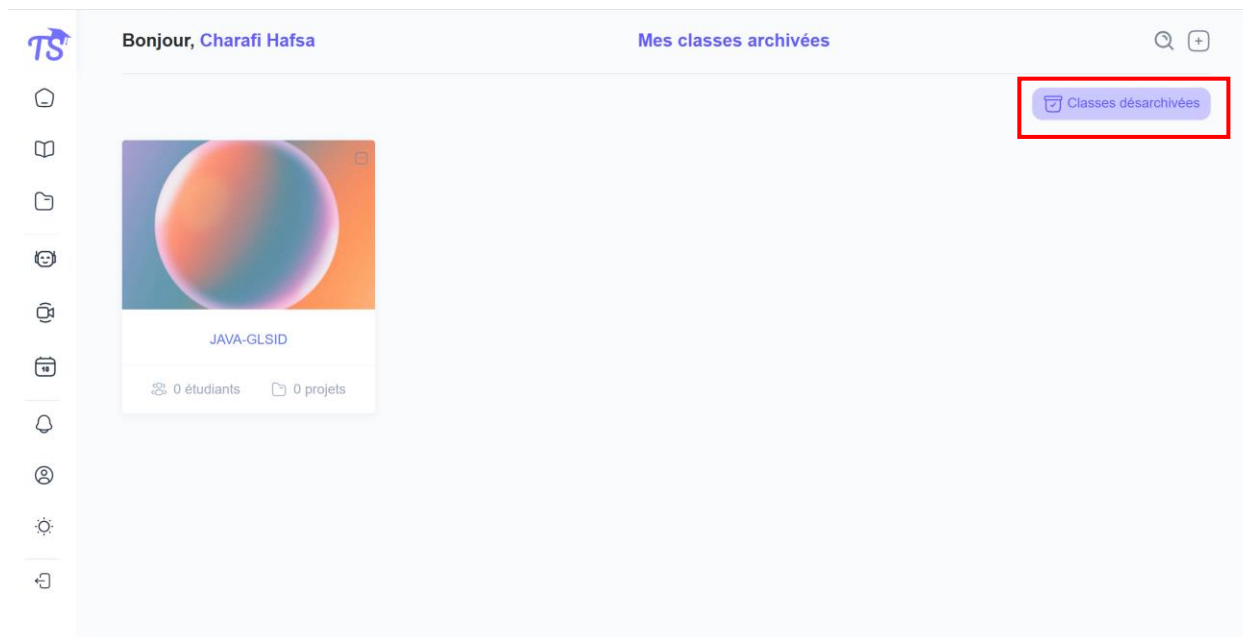 TS
Bonjour, Charafi Hafsa
Mes classes archivées
Classes désarchivées
JAVA-GLSID
0 étudiants
0 projets